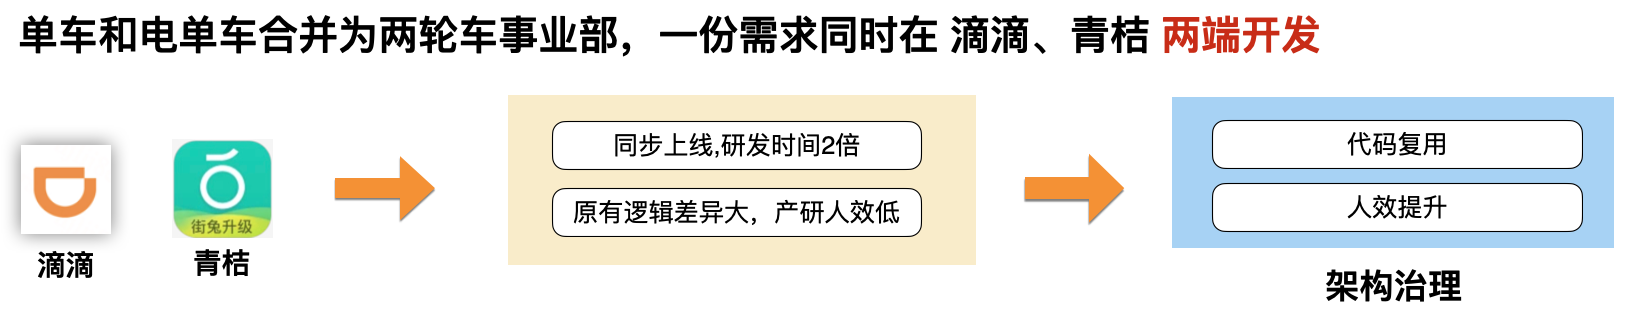 单车和电单车合并为两轮车事业部，一份需求同时在 滴滴、青桔 两端开发
同步上线,研发时间2倍
原有逻辑差异大，产研人效低
代码复用
人效提升
街兔升级
滴滴
青桔
架构治理